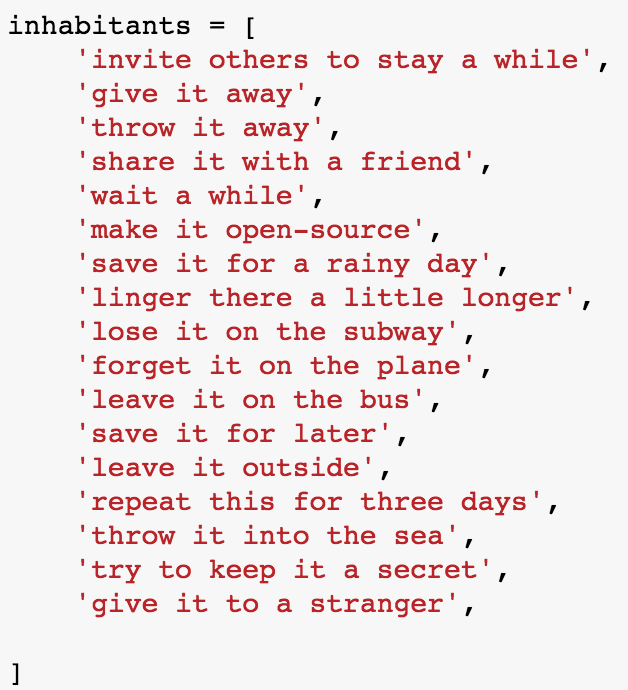 inhabitants = [
    'invite others to stay a while',
    'give it away',
    'throw it away',
    'share it with a friend',
    'wait a while',
    'make it open-source',
    'save it for a rainy day',
    'linger there a little longer',
    'lose it on the subway',
    'forget it on the plane',
    'leave it on the bus',
    'save it for later',
    'leave it outside',
    'repeat this for three days',
    'throw it into the sea',
    'try to keep it a secret',
    'give it to a stranger',
]